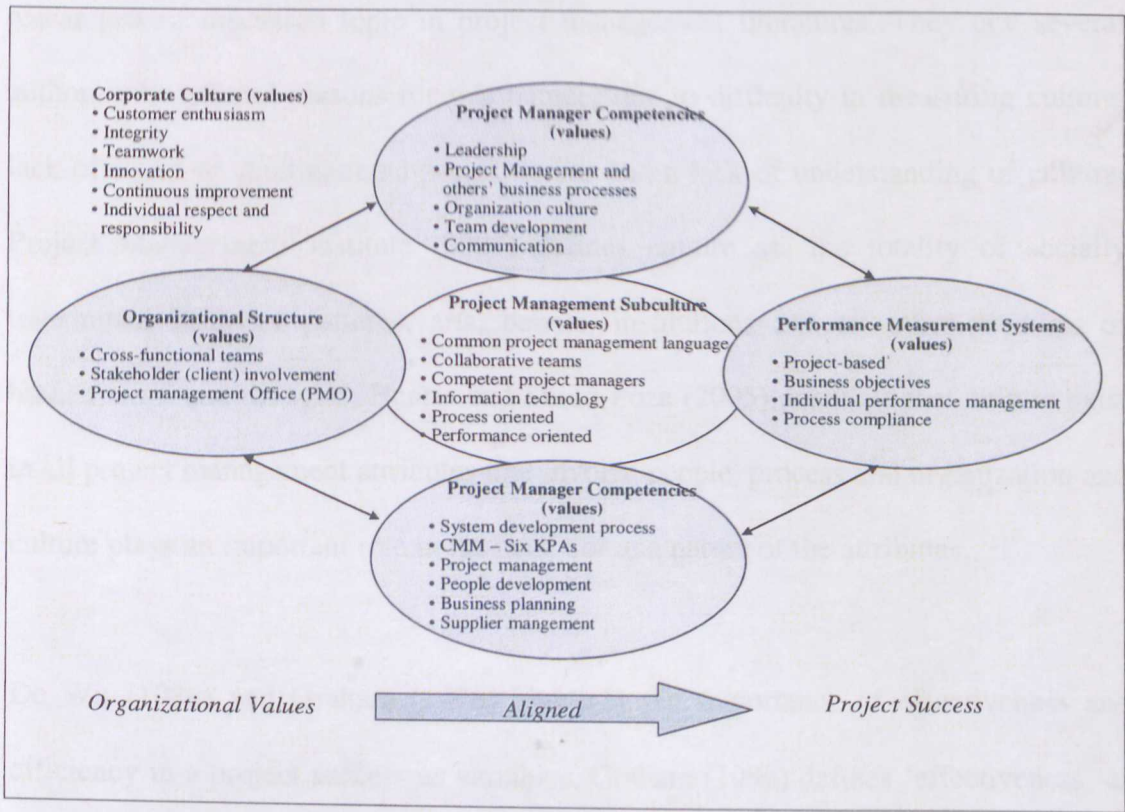 Corporate Culture (values)
• Customer enthusiasm
• Integrity
• Teamwork
• Innovation
• Continuous improvement
• Individual respect and
responsibility
Project Manager Competencies
(values)
• Leadership
• Project Management and
others' business processes
• Organization culture
• Team development
• Communication
Organizational Structure
(values)
• Cross-functional teams
• Stakeholder (client) involvement
• Project management Office (PMO)
Project Management Subculture
(values)
• Common project management language
• Collaborative teams
• Competent project managers
• Information technology
• Process oriented
• Performance oriented
Performance Measurement Systems
(values)
• Project-based
• Business objectives
• Individual performance management
• Process compliance
Project Manager Competencies
(values)
• System development process
• CMM – Six KPAs
• Project management
• People development
• Business planning
• Supplier mengement
Organizational Values
Aligned
Project Success